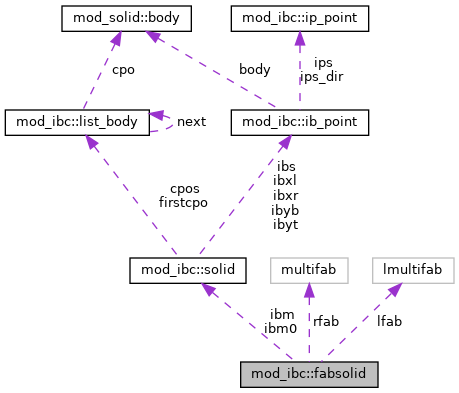 mod_solid::body
mod_ibc::ip_point
cpo
body
ips
ips_dir
mod_ibc::list_body
next
mod_ibc::ib_point
cpos
firstcpo
ibs
ibxl
ibxr
ibyb
ibyt
mod_ibc::solid
multifab
lmultifab
ibm
ibm0
rfab
lfab
mod_ibc::fabsolid